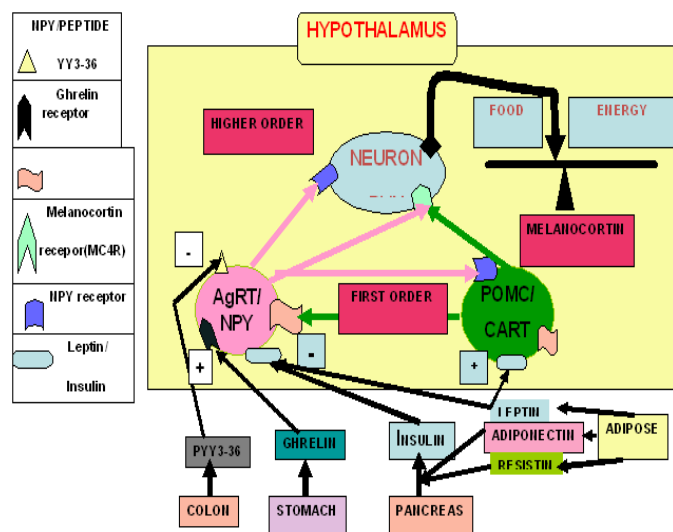 NPY/PEPTIDE
YY3-36
Ghrelin
receptor
Melanocortin
recepor(MC4R)
NPY receptor
Leptin/
Insulin
HYPOTHALAMUS
HIGHER ORDER
NEURON
FOOD
ENERGY
MELANOCORTIN
-
AgRT/
NPY
FIRST ORDER
POMC/
CART
+
-
+
PYY3-36
GHRELIN
INSULIN
LEPTIN
ADIPONECTIN
RESISTIN
ADIPOSE
COLON
STOMACH
PANCREAS